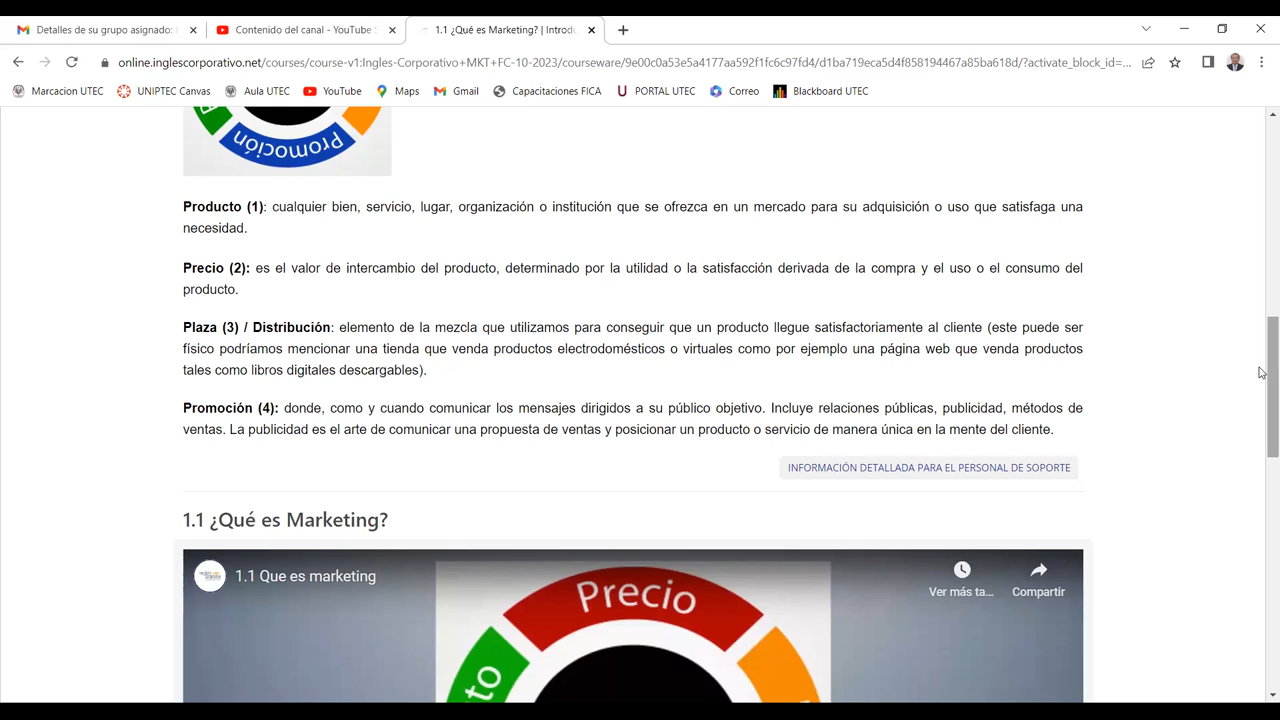 Detalles de su grupo asignado:
Contenido del canal - YouTube S
1.1 ¿Qué es Marketing? | Introdu
online.inglescorporativo.net/courses/course-v1:Ingles-Corporativo+MKT+FC-10-2023/courseware/9e00c0a53e5a4177aa592f1fc6c97fd4/d1ba719eca5d4f858194467a85ba618d/?activate_block_id=...
Marcacion UTEC
UNIPTEC Canvas
Aula UTEC
YouTube
Maps
Gmail
Capacitaciones FICA
PORTAL UTEC
Correo
Blackboard UTEC
Promoción
Producto (1): cualquier bien, servicio, lugar, organización o institución que se ofrezca en un mercado para su adquisición o uso que satisfaga una
necesidad.
Precio (2): es el valor de intercambio del producto, determinado por la utilidad o la satisfacción derivada de la compra y el uso o el consumo del
producto.
Plaza (3) / Distribución: elemento de la mezcla que utilizamos para conseguir que un producto llegue satisfactoriamente al cliente (este puede ser
físico podríamos mencionar una tienda que venda productos electrodomésticos o virtuales como por ejemplo una página web que venda productos
tales como libros digitales descargables).
Promoción (4): donde, como y cuando comunicar los mensajes dirigidos a su público objetivo. Incluye relaciones públicas, publicidad, métodos de
ventas. La publicidad es el arte de comunicar una propuesta de ventas y posicionar un producto o servicio de manera única en la mente del cliente.
INFORMACIÓN DETALLADA PARA EL PERSONAL DE SOPORTE
1.1 ¿Qué es Marketing?
1.1 Que es marketing
Ver más ta...
Compartir
Precio